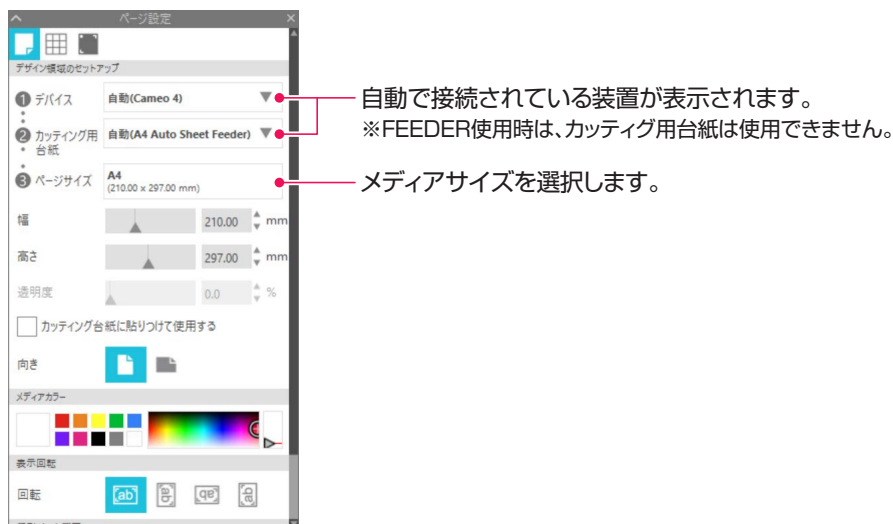 ページ設定
デザイン領域のセットアップ
❶ デバイス 自動(Cameo 4)
自動で接続されている装置が表示されます。
❷ カッティング用台紙 自動(A4 Auto Sheet Feeder)
※FEEDER使用時は、カッティグ用台紙は使用できません。
❸ ページサイズ A4
(210.00 x 297.00 mm)
メディアサイズを選択します。
幅 210.00 mm
高さ 297.00 mm
透明度 0.0 %
カッティング台紙に貼りつけて使用する
向き
メディアカラー
表示回転
回転 ab ab ab ab